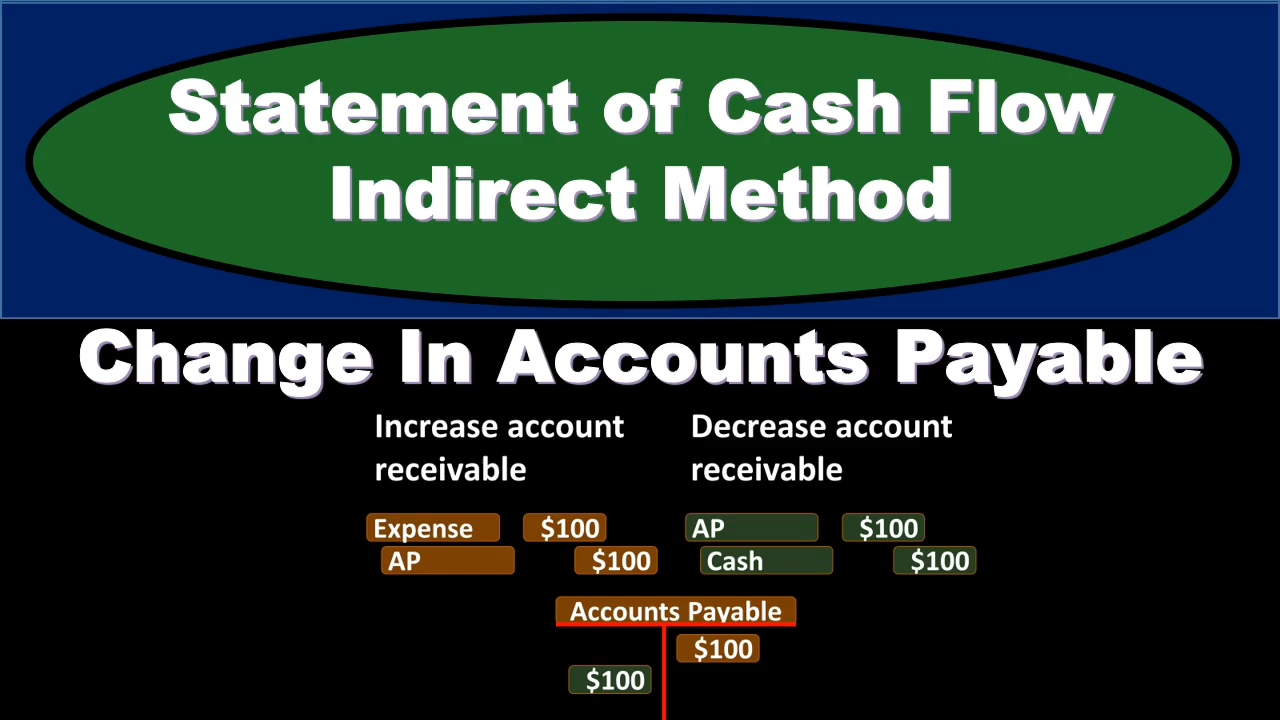 Statement of Cash Flow
Indirect Method
Change In Accounts Payable
Increase account
receivable
Decrease account
receivable
Expense $100
AP $100
AP $100
Cash $100
Accounts Payable
$100
$100